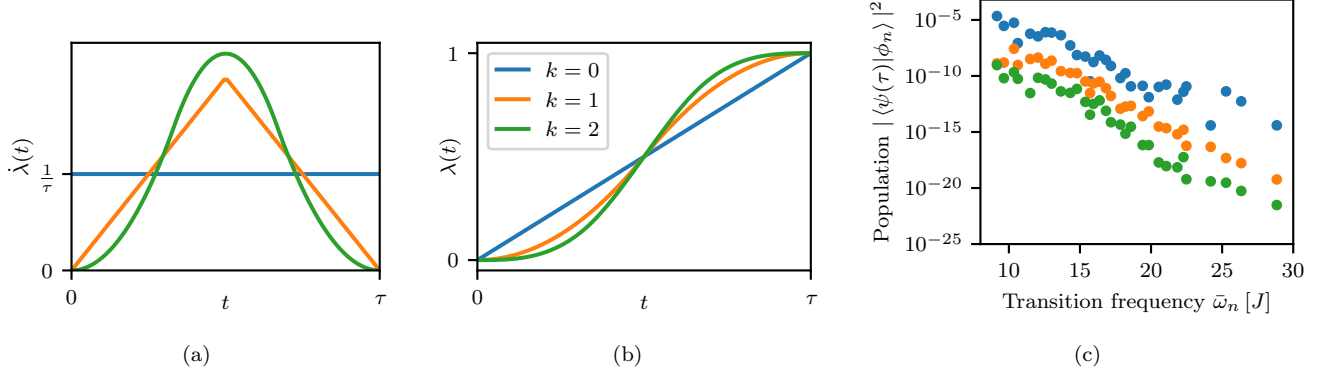 λ̇(t)
1/τ
0
0
t
τ
(a)
λ(t)
1
0
k = 0
k = 1
k = 2
0
t
τ
(b)
Population | ⟨ψ(τ)|ϕₙ⟩ |²
10⁻⁵
10⁻¹⁰
10⁻¹⁵
10⁻²⁰
10⁻²⁵
10 15 20 25 30
Transition frequency ω̄ₙ [J]
(c)